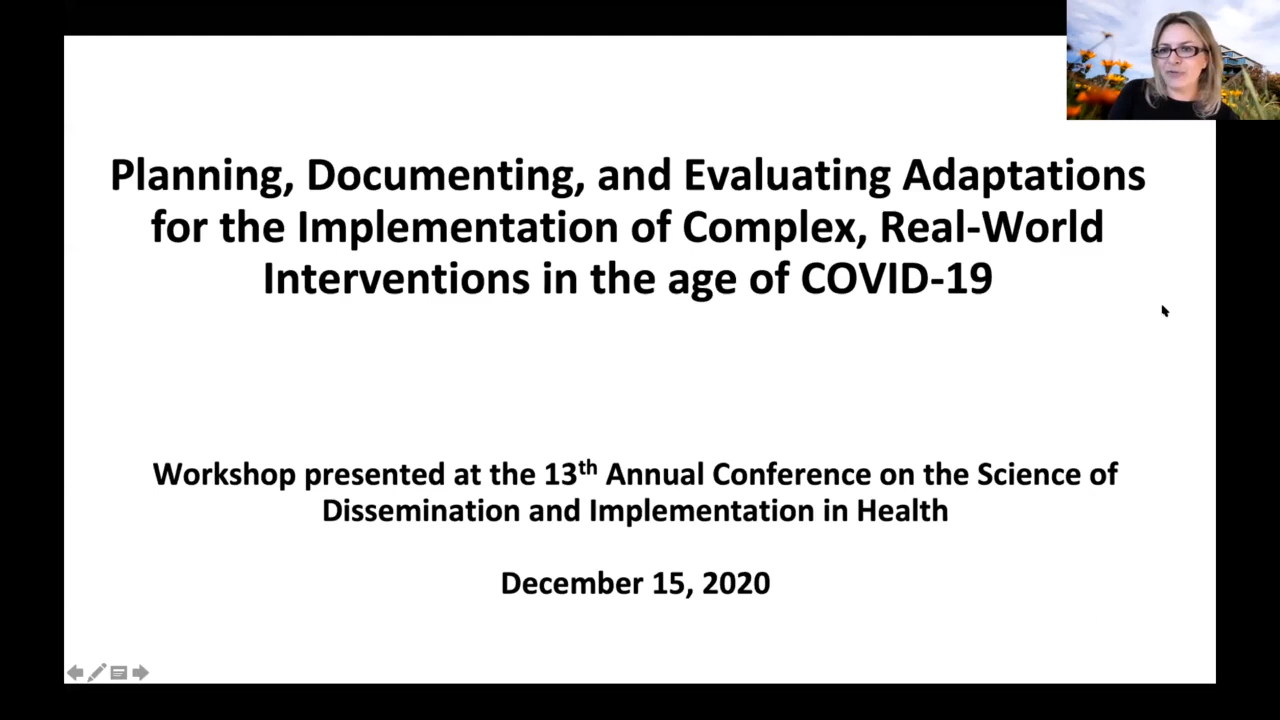 Planning, Documenting, and Evaluating Adaptations
for the Implementation of Complex, Real-World
Interventions in the age of COVID-19
Workshop presented at the 13th Annual Conference on the Science of
Dissemination and Implementation in Health
December 15, 2020